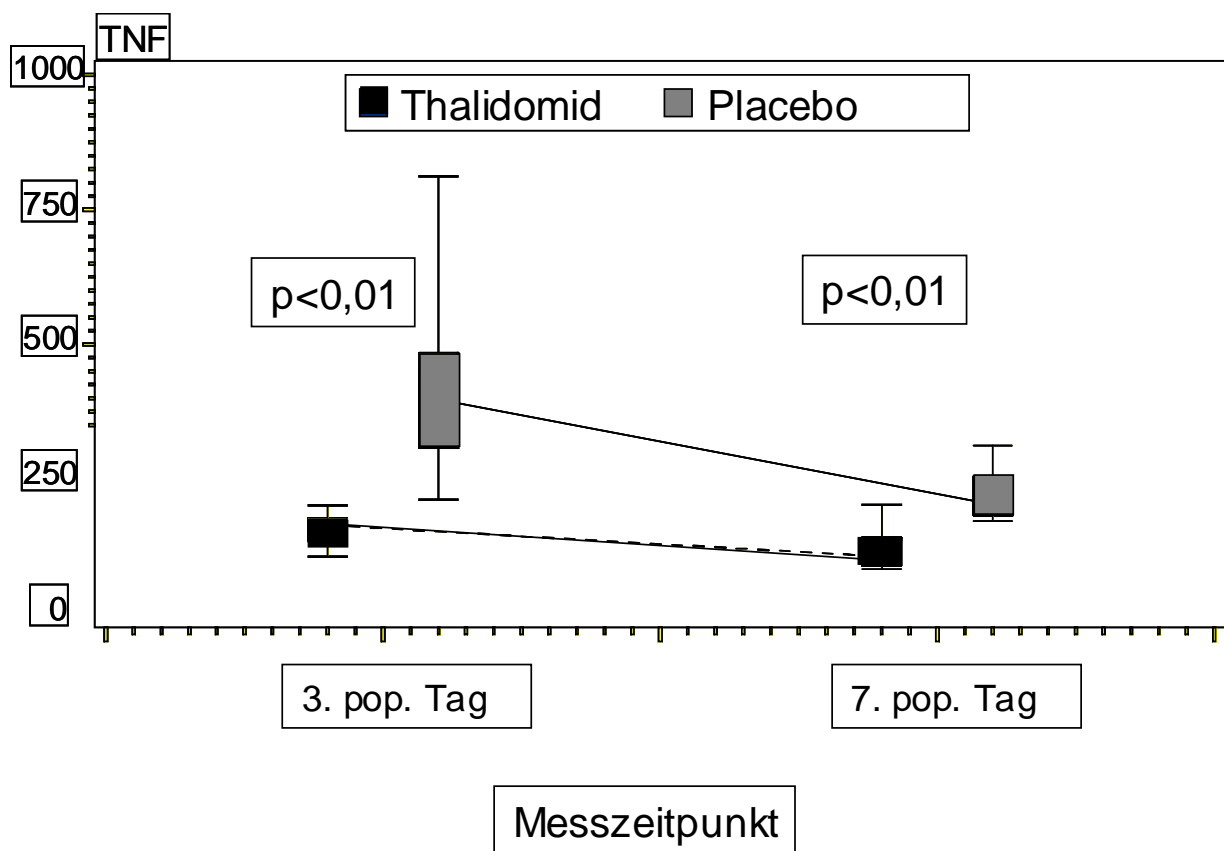 TNF
1000
Thalidomid Placebo
750
p<0,01 p<0,01
500
250
0
3. pop. Tag 7. pop. Tag
Messzeitpunkt